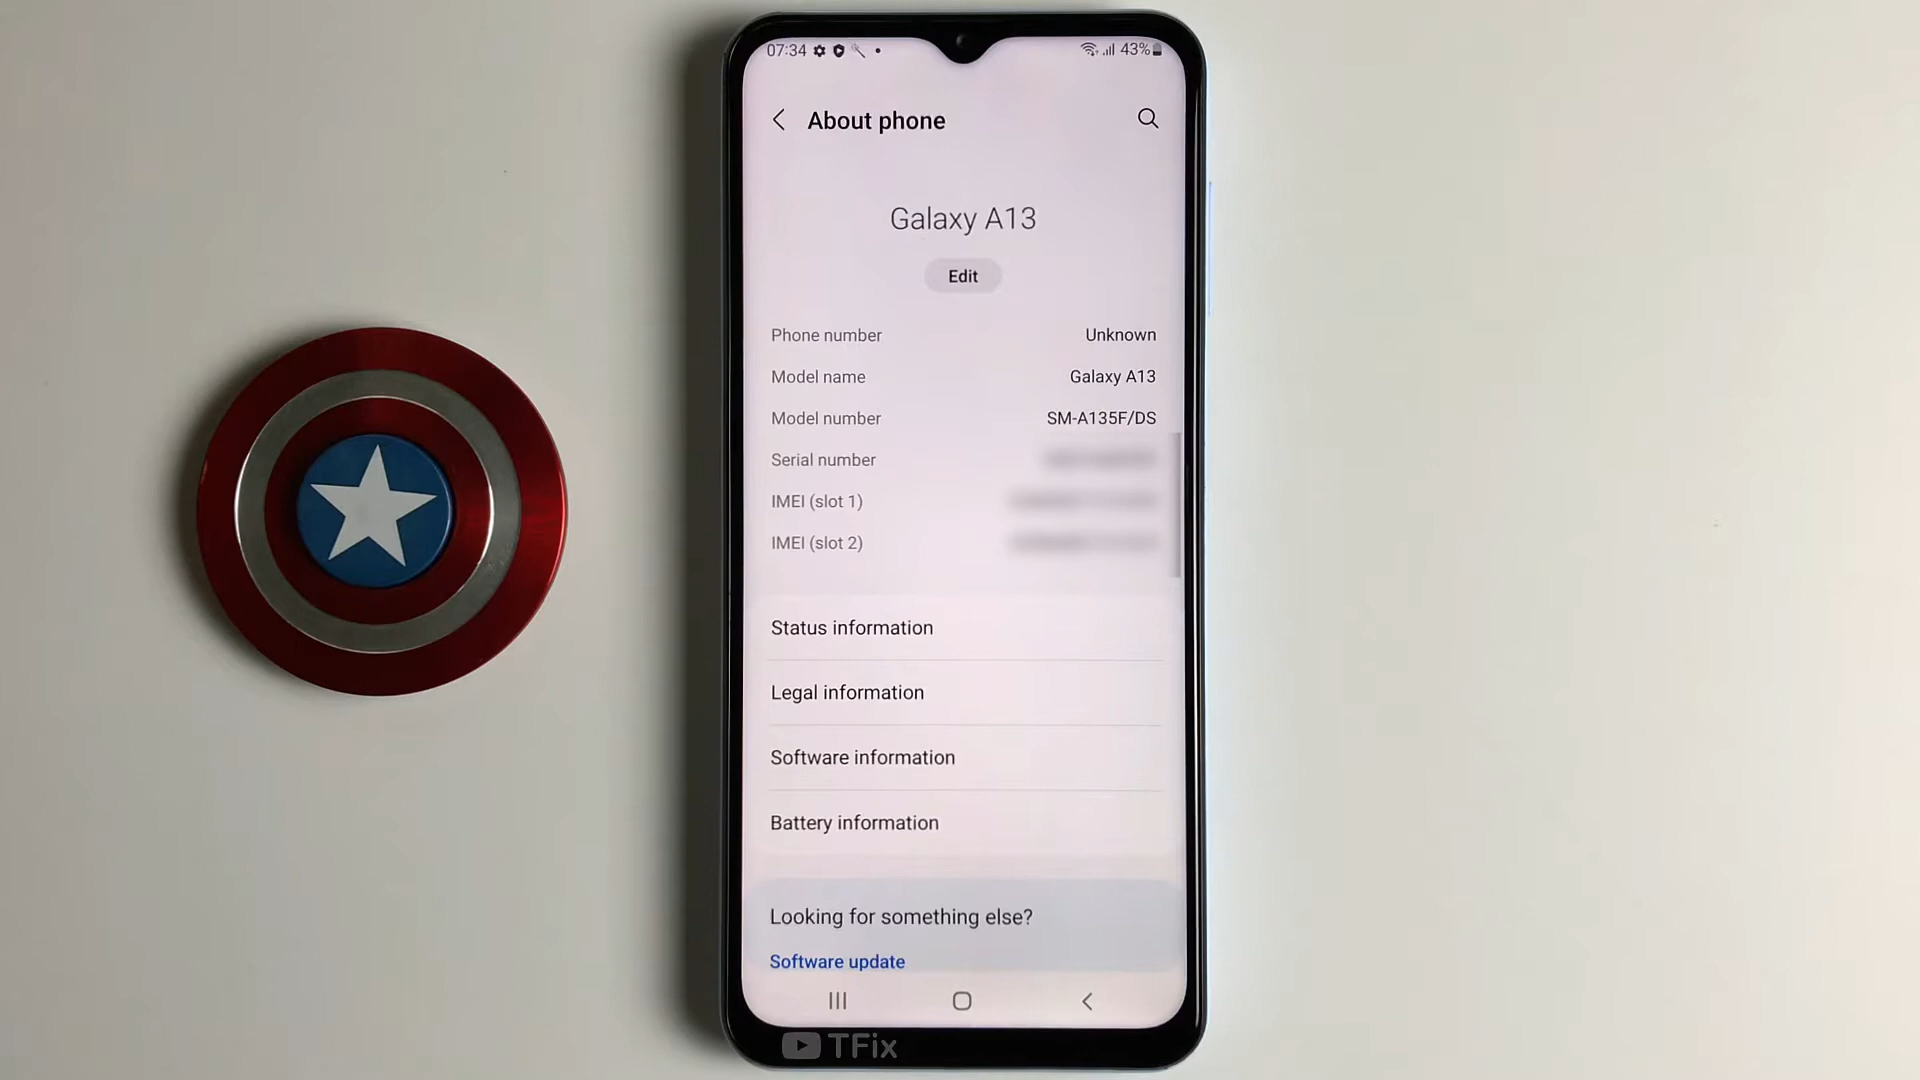 07:34
43%
About phone
Galaxy A13
Edit
Phone number Unknown
Model name Galaxy A13
Model number SM-A135F/DS
Serial number
IMEI (slot 1)
IMEI (slot 2)
Status information
Legal information
Software information
Battery information
Looking for something else?
Software update
TFix